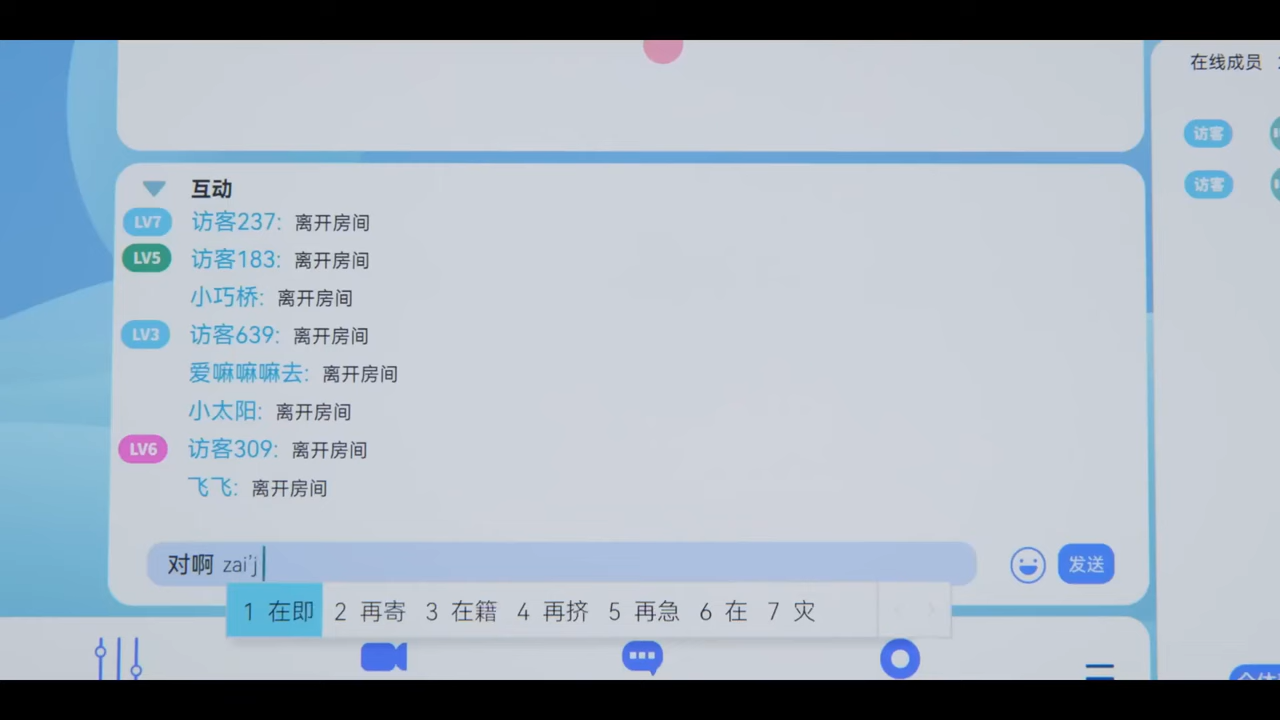 在线成员
访客
访客
互动
LV7 访客237: 离开房间
LV5 访客183: 离开房间
小巧桥: 离开房间
LV3 访客639: 离开房间
爱嘛嘛嘛去: 离开房间
小太阳: 离开房间
LV6 访客309: 离开房间
飞飞: 离开房间
对啊 zai'j
发送
1 在即 2 再寄 3 在籍 4 再挤 5 再急 6 在 7 灾